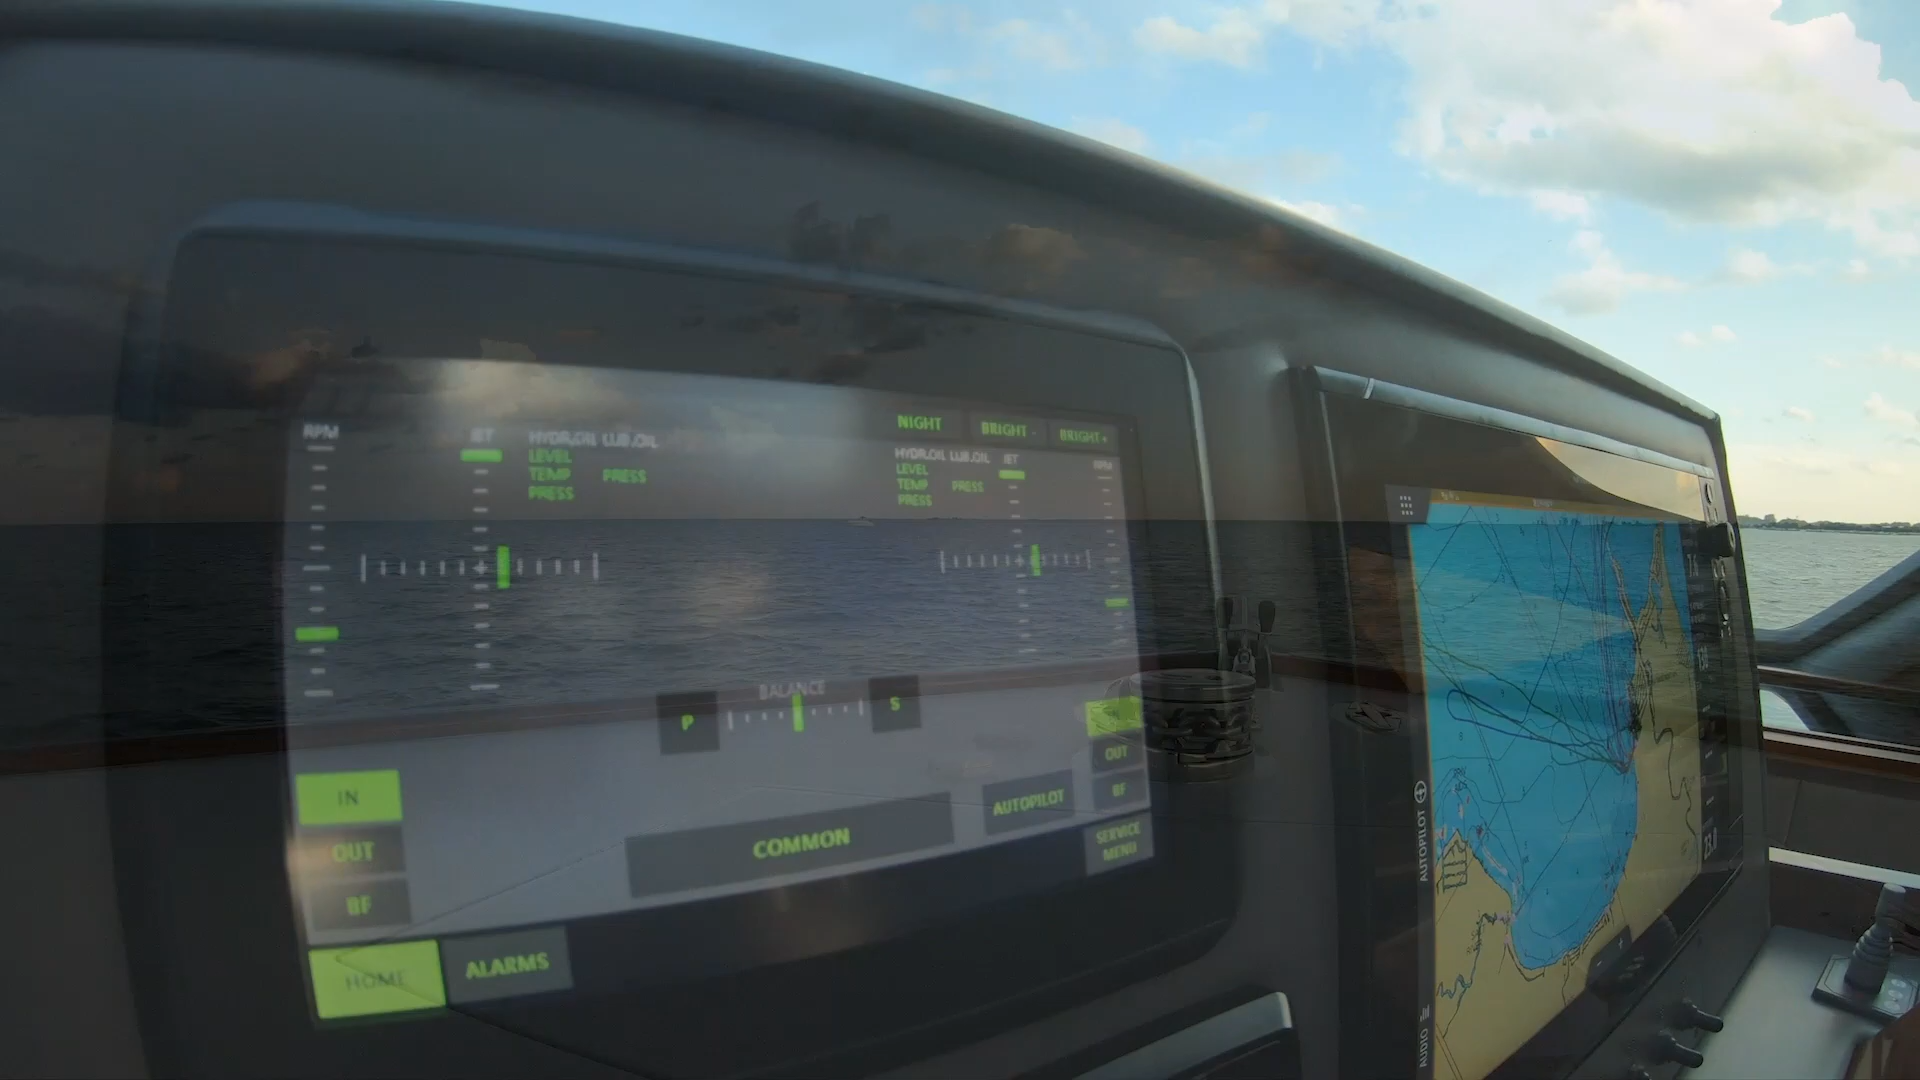 NIGHT
BRIGHT -
BRIGHT +
RPM
JET
HYDR.OIL LUB.OIL
LEVEL
TEMP PRESS
PRESS
HYDR.OIL LUB.OIL JET
RPM
LEVEL
TEMP PRESS
PRESS
BALANCE
P
S
IN
OUT
BF
OUT
BF
COMMON
AUTOPILOT
SERVICE
MENU
HOME
ALARMS
AUTOPILOT
AUDIO